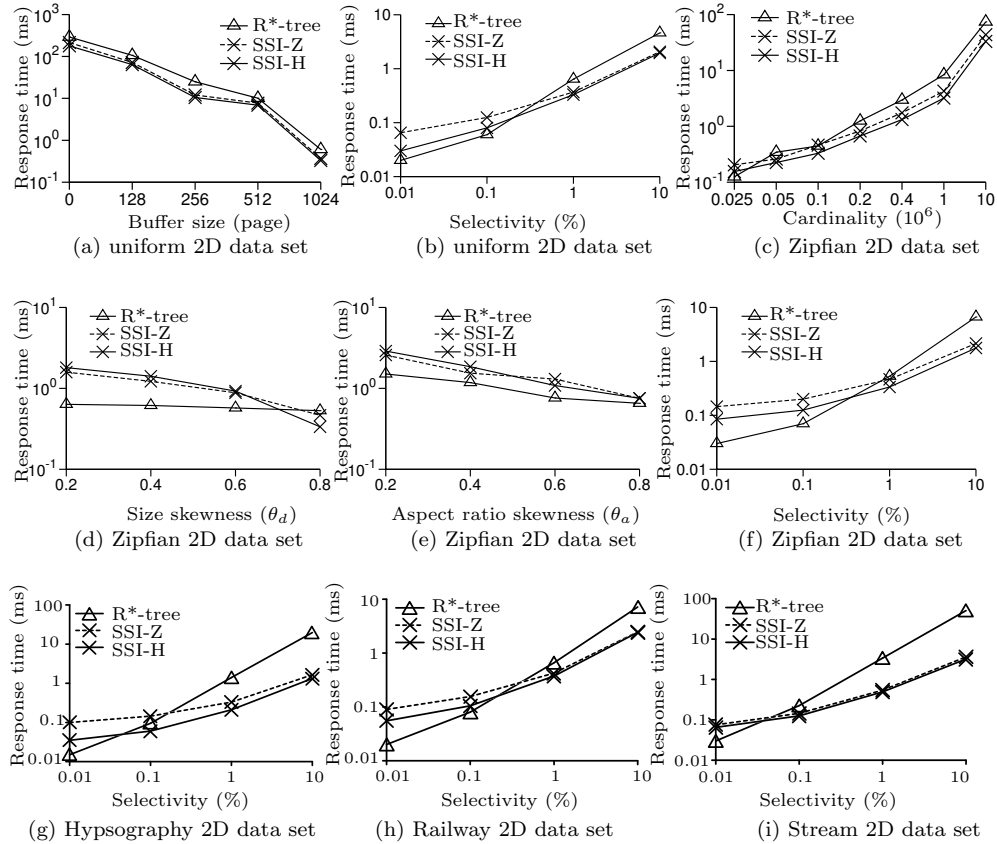 Response time (ms)
10^3
10^2
10^1
10^0
10^-1
R*-tree
SSI-Z
SSI-H
0 128 256 512 1024
Buffer size (page)
(a) uniform 2D data set
Response time (ms)
10
1
0.1
0.01
R*-tree
SSI-Z
SSI-H
0.01 0.1 1 10
Selectivity (%)
(b) uniform 2D data set
Response time (ms)
10^2
10^1
10^0
10^-1
R*-tree
SSI-Z
SSI-H
0.025 0.05 0.1 0.2 0.4 1 10
Cardinality (10^6)
(c) Zipfian 2D data set
Response time (ms)
10^1
10^0
10^-1
R*-tree
SSI-Z
SSI-H
0.2 0.4 0.6 0.8
Size skewness (θ_d)
(d) Zipfian 2D data set
Response time (ms)
10^1
10^0
10^-1
R*-tree
SSI-Z
SSI-H
0.2 0.4 0.6 0.8
Aspect ratio skewness (θ_a)
(e) Zipfian 2D data set
Response time (ms)
10
1
0.1
0.01
R*-tree
SSI-Z
SSI-H
0.01 0.1 1 10
Selectivity (%)
(f) Zipfian 2D data set
Response time (ms)
100
10
1
0.1
0.01
R*-tree
SSI-Z
SSI-H
0.01 0.1 1 10
Selectivity (%)
(g) Hypsography 2D data set
Response time (ms)
10
1
0.1
0.01
R*-tree
SSI-Z
SSI-H
0.01 0.1 1 10
Selectivity (%)
(h) Railway 2D data set
Response time (ms)
100
10
1
0.1
0.01
R*-tree
SSI-Z
SSI-H
0.01 0.1 1 10
Selectivity (%)
(i) Stream 2D data set